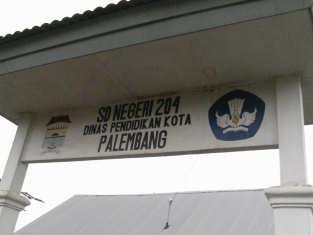 SD NEGERI 204
DINAS PENDIDIKAN KOTA
PALEMBANG